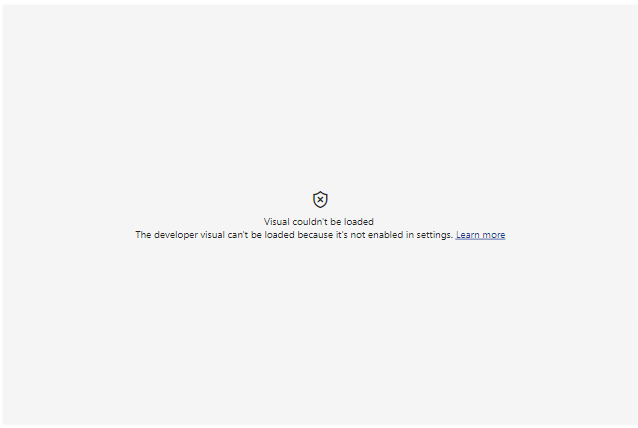 Visual couldn't be loaded
The developer visual can't be loaded because it's not enabled in settings. Learn more